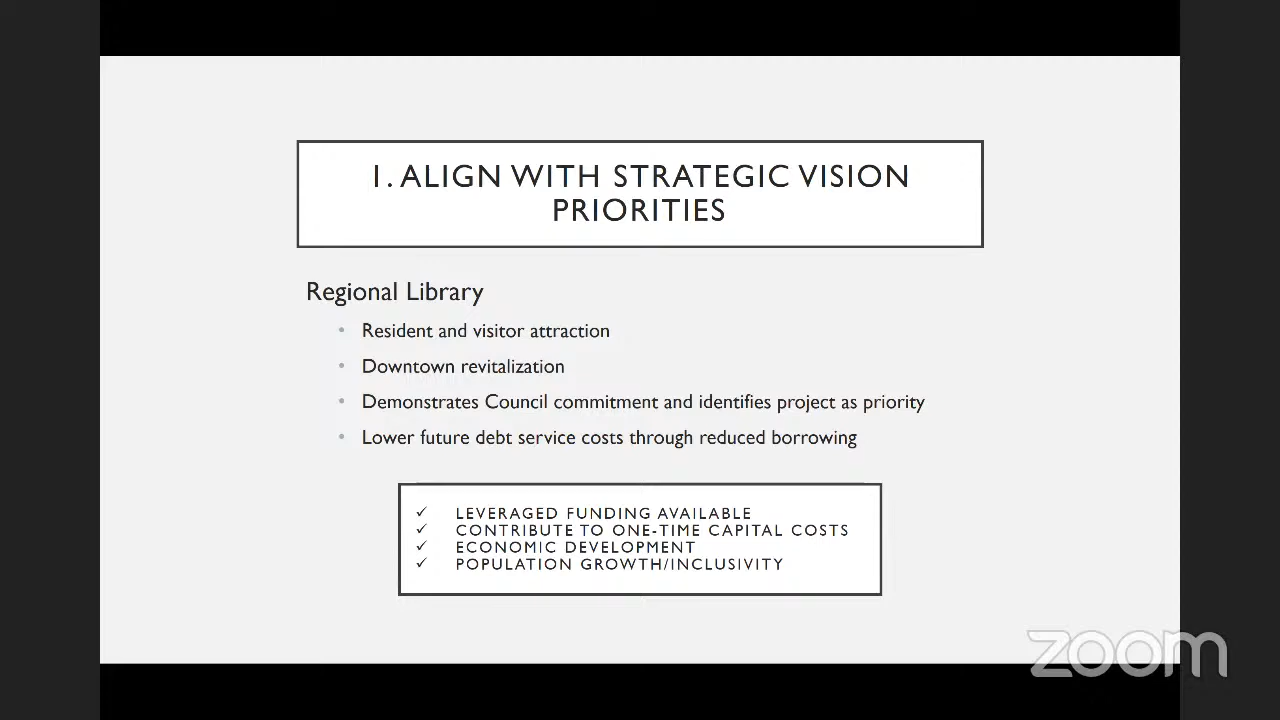 1. ALIGN WITH STRATEGIC VISION
PRIORITIES
Regional Library
• Resident and visitor attraction
• Downtown revitalization
• Demonstrates Council commitment and identifies project as priority
• Lower future debt service costs through reduced borrowing
✓ LEVERAGED FUNDING AVAILABLE
✓ CONTRIBUTE TO ONE-TIME CAPITAL COSTS
✓ ECONOMIC DEVELOPMENT
✓ POPULATION GROWTH/INCLUSIVITY
zoom